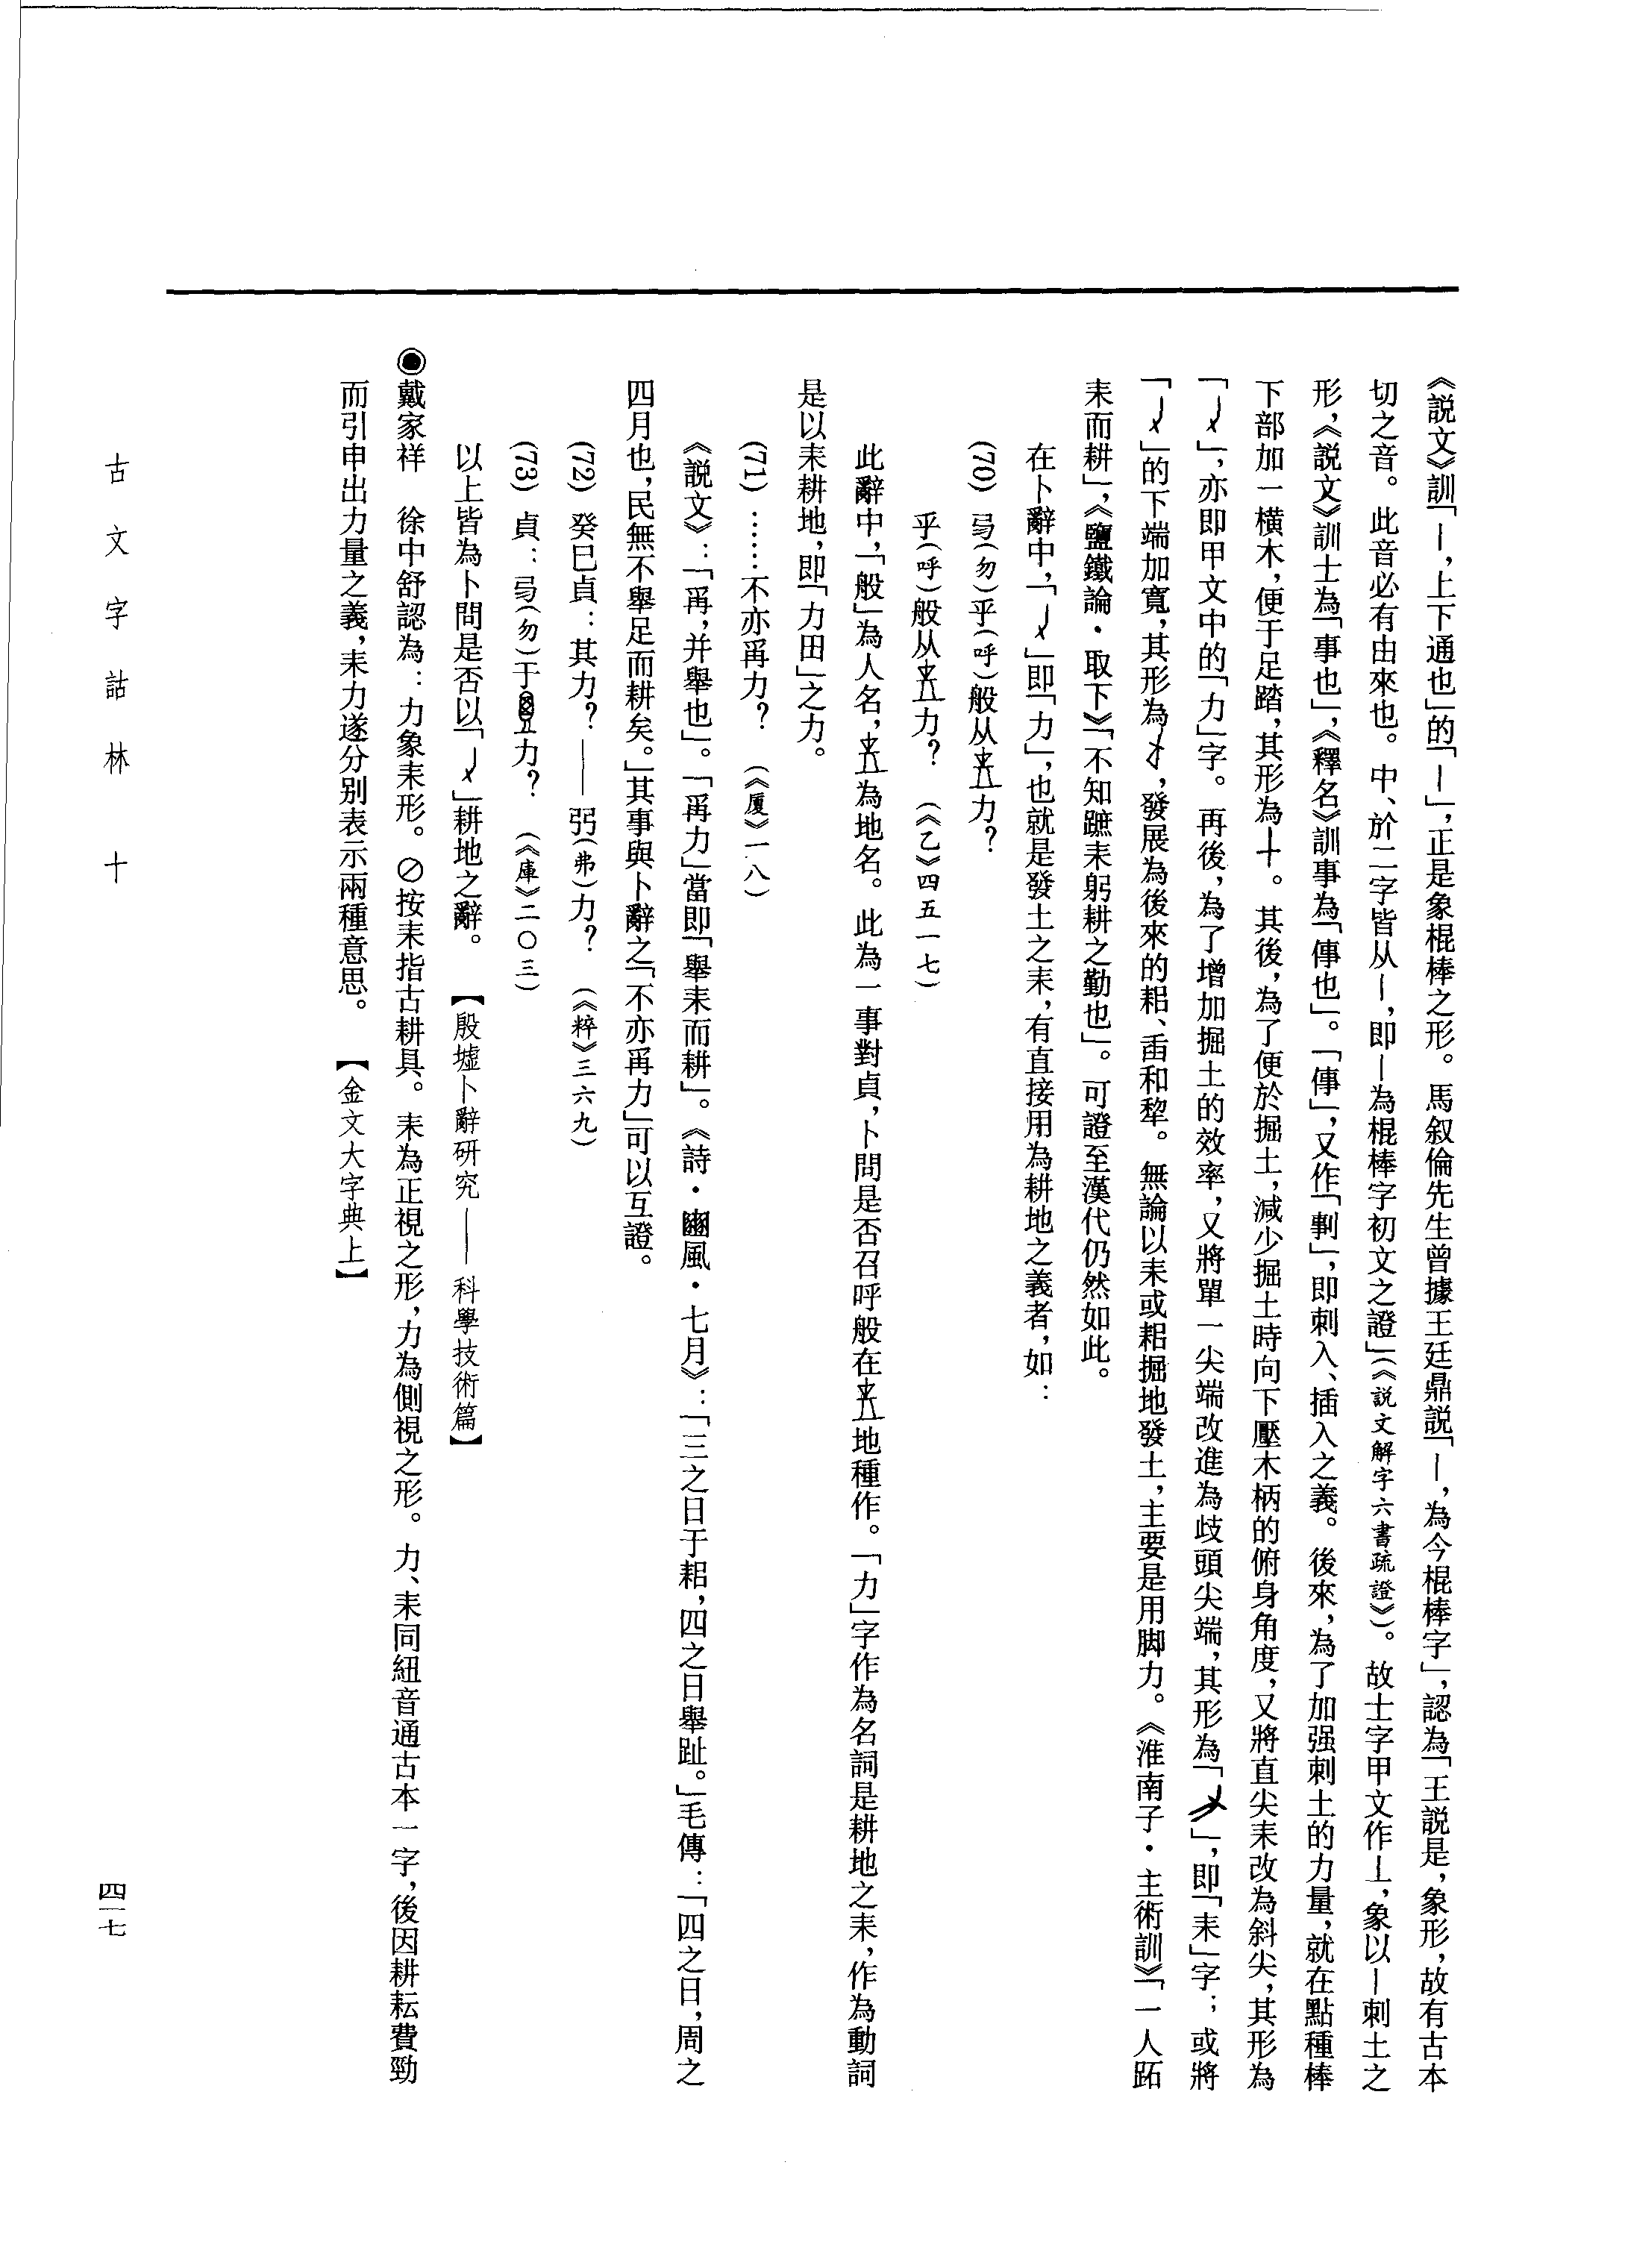 《説文》訓「丨，上下通也」的「丨」，正是象棍棒之形。馬叙倫先生曾據王廷鼎説「丨，為今棍棒字」，認為「王説是，象形，故有古本
切之音。此音必有由來也。中、於二字皆从丨，即丨為棍棒字初文之證」（《説文解字六書疏證》）。故士字甲文作丄，象以丨刺土之
形，《説文》訓士為「事也」，《釋名》訓事為「傳也」。「傳」，又作「剚」，即刺入、插入之義。後來，為了加强刺土的力量，就在點種棒
下部加一橫木，便于足踏，其形為。其後，為了便於掘土，減少掘土時向下壓木柄的俯身角度，又將直尖耒改為斜尖，其形為
「」，亦即甲文中的「力」字。再後，為了增加掘土的效率，又將單一尖端改進為歧頭尖端，其形為「」，即「耒」字；或將
「」的下端加寬，其形為，發展為後來的耜、臿和犂。無論以耒或耜掘地發土，主要是用脚力。《淮南子·主術訓》「一人跖
耒而耕」，《鹽鐵論·取下》「不知蹠耒躬耕之勤也」。可證至漢代仍然如此。
在卜辭中，「」即「力」，也就是發土之耒，有直接用為耕地之義者，如：
(70) 弜（勿）乎（呼）般从力？
乎（呼）般从力？ （《乙》四五一七）
此辭中，「般」為人名，為地名。此為一事對貞，卜問是否召呼般在地種作。「力」字作為名詞是耕地之耒，作為動詞
是以耒耕地，即「力田」之力。
(71) ……不亦爯力？ （《厦》一八）
《説文》：「爯，并舉也」。「爯力」當即「舉耒而耕」。《詩·豳風·七月》：「三之日于耜，四之日舉趾。」毛傳：「四之日，周之
四月也，民無不舉足而耕矣。」其事與卜辭之「不亦爯力」可以互證。
(72) 癸巳貞：其力？——弜（弗）力？ （《粹》三六九）
(73) 貞：弜（勿）于力？ （《庫》二〇三）
以上皆為卜問是否以「」耕地之辭。 【殷墟卜辭研究——科學技術篇】
◉戴家祥 徐中舒認為：力象耒形。⊘按耒指古耕具。耒為正視之形，力為側視之形。力、耒同紐音通古本一字，後因耕耘費勁
而引申出力量之義，耒力遂分别表示兩種意思。 【金文大字典上】
古文字詁林 十
四一七